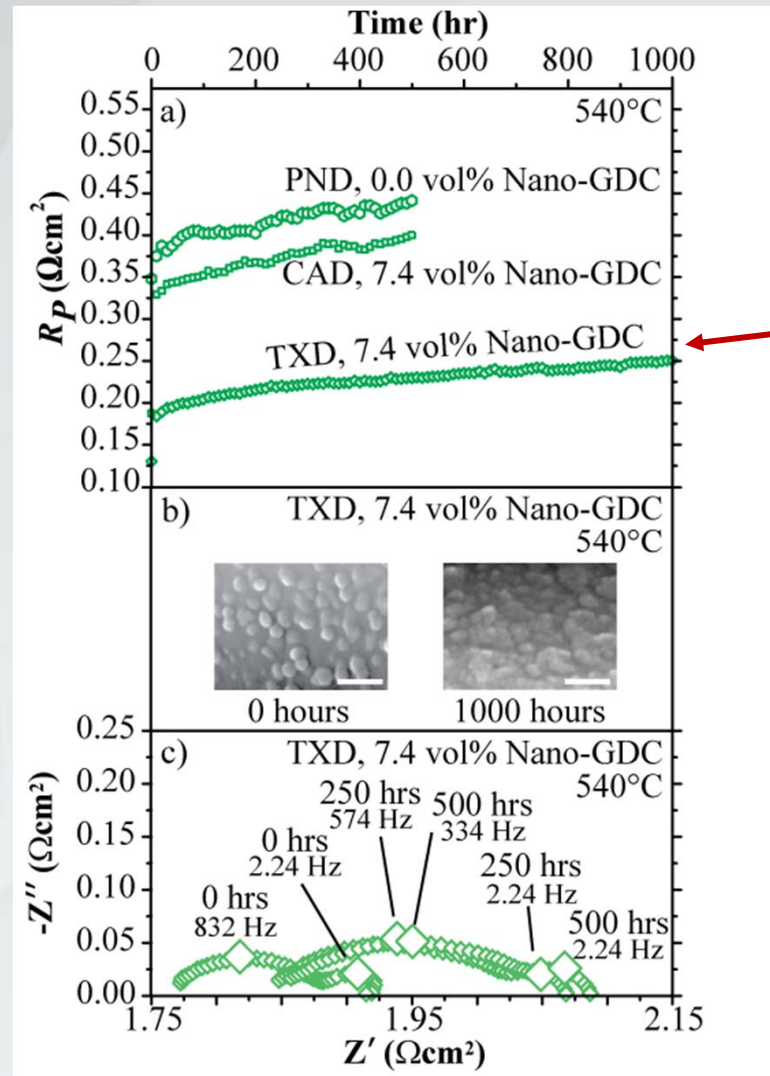 Time (hr)
0 200 400 600 800 1000
a) 540°C
0.55
0.50
0.45
0.40
0.35
0.30
0.25
0.20
0.15
0.10
R_P (Ωcm²)
PND, 0.0 vol% Nano-GDC
CAD, 7.4 vol% Nano-GDC
TXD, 7.4 vol% Nano-GDC
b) TXD, 7.4 vol% Nano-GDC
540°C
0 hours 1000 hours
c) TXD, 7.4 vol% Nano-GDC
540°C
0.25
0.20
0.15
0.10
0.05
0.00
-Z″ (Ωcm²)
0 hrs
832 Hz
0 hrs
2.24 Hz
250 hrs
574 Hz
500 hrs
334 Hz
250 hrs
2.24 Hz
500 hrs
2.24 Hz
1.75 1.95 2.15
Z′ (Ωcm²)